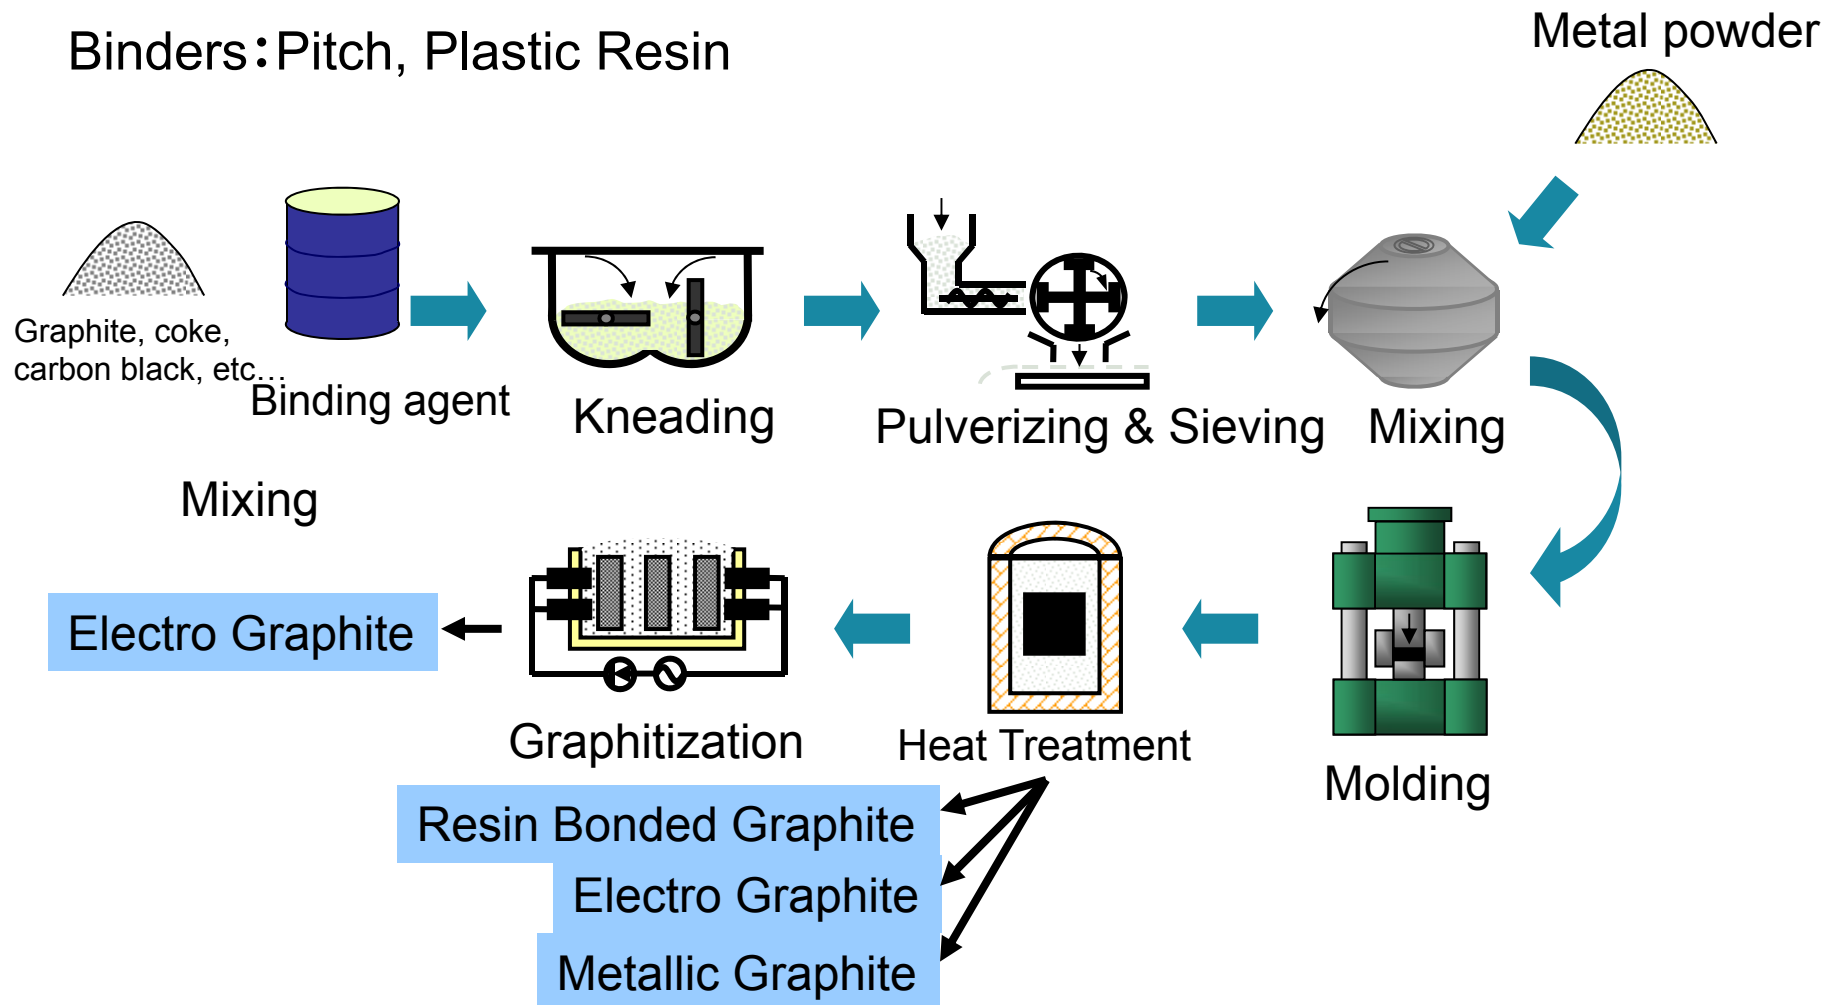 Binders：Pitch, Plastic Resin
Metal powder
Graphite, coke,
carbon black, etc…
Binding agent
Kneading
Pulverizing & Sieving
Mixing
Mixing
Electro Graphite
Graphitization
Heat Treatment
Molding
Resin Bonded Graphite
Electro Graphite
Metallic Graphite